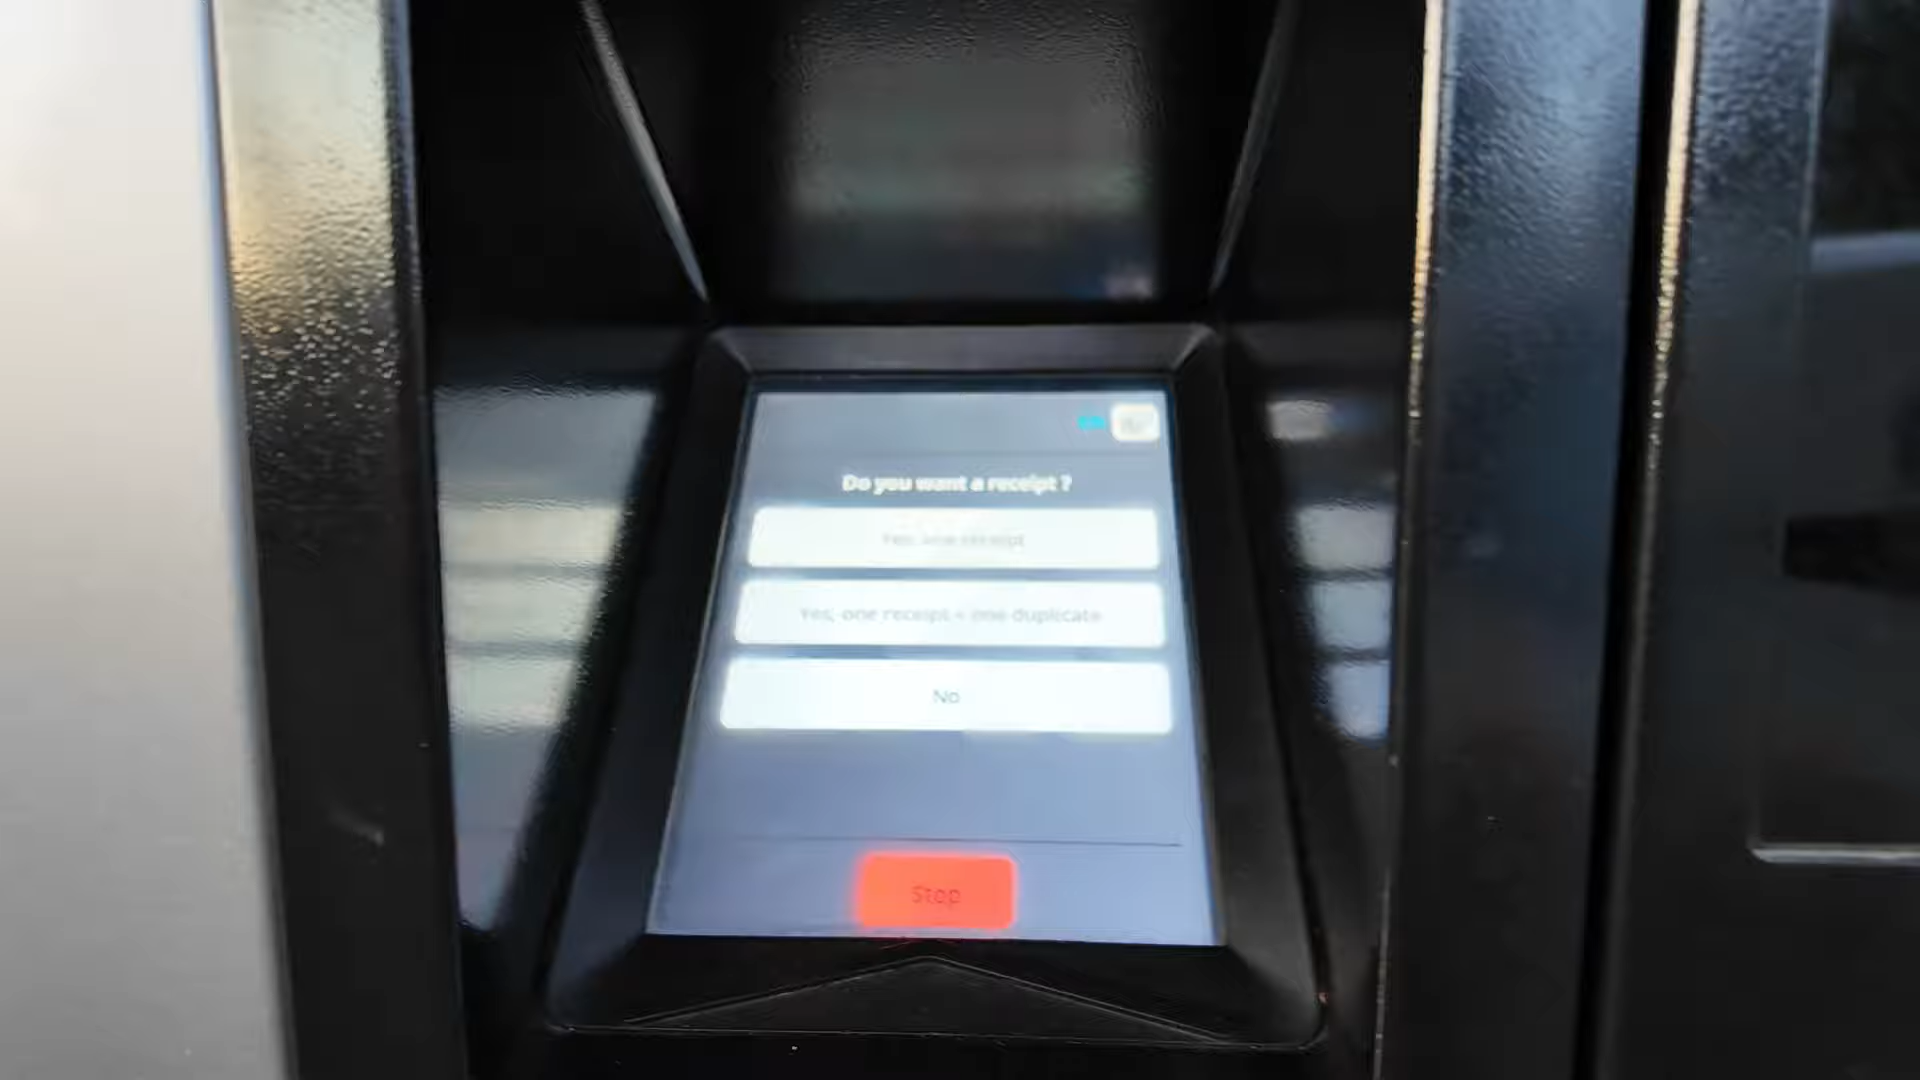 Do you want a receipt ?
Yes, one receipt
Yes, one receipt + one duplicate
No
Stop